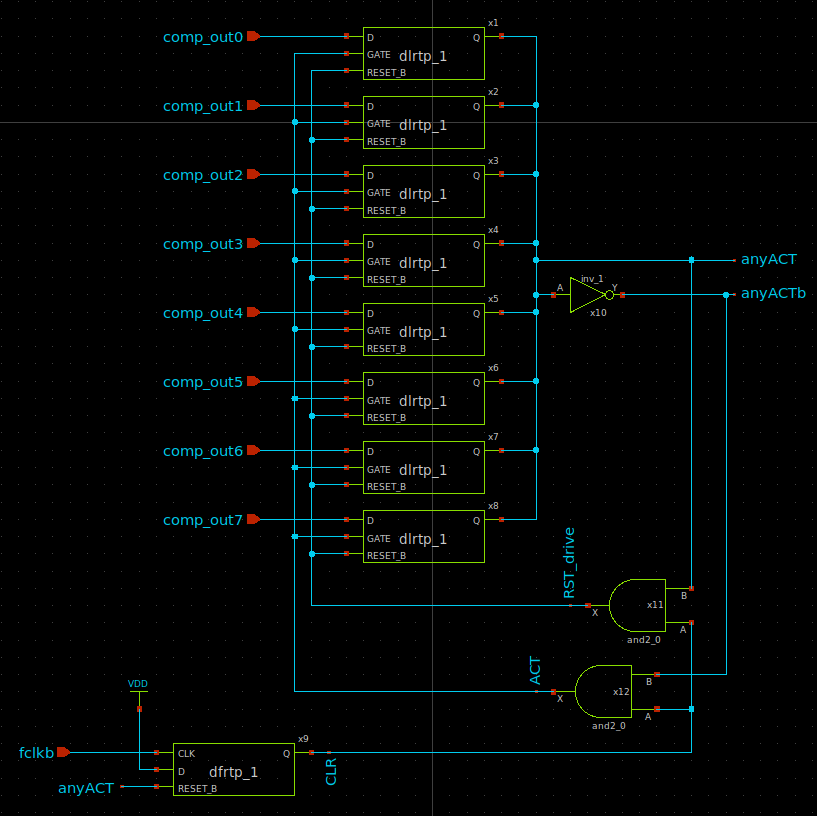 x1
comp_out0 D Q
GATE dlrtp_1
RESET_B
x2
comp_out1 D Q
GATE dlrtp_1
RESET_B
x3
comp_out2 D Q
GATE dlrtp_1
RESET_B
x4
comp_out3 D Q
GATE dlrtp_1
RESET_B
anyACT
inv_1
A Y anyACTb
x10
x5
comp_out4 D Q
GATE dlrtp_1
RESET_B
x6
comp_out5 D Q
GATE dlrtp_1
RESET_B
x7
comp_out6 D Q
GATE dlrtp_1
RESET_B
x8
comp_out7 D Q
GATE dlrtp_1
RESET_B
RST_drive
B
x11
X
A
and2_0
ACT
B
x12
X
A
and2_0
VDD
x9
fclkb CLK Q
D dfrtp_1
anyACT RESET_B
CLR